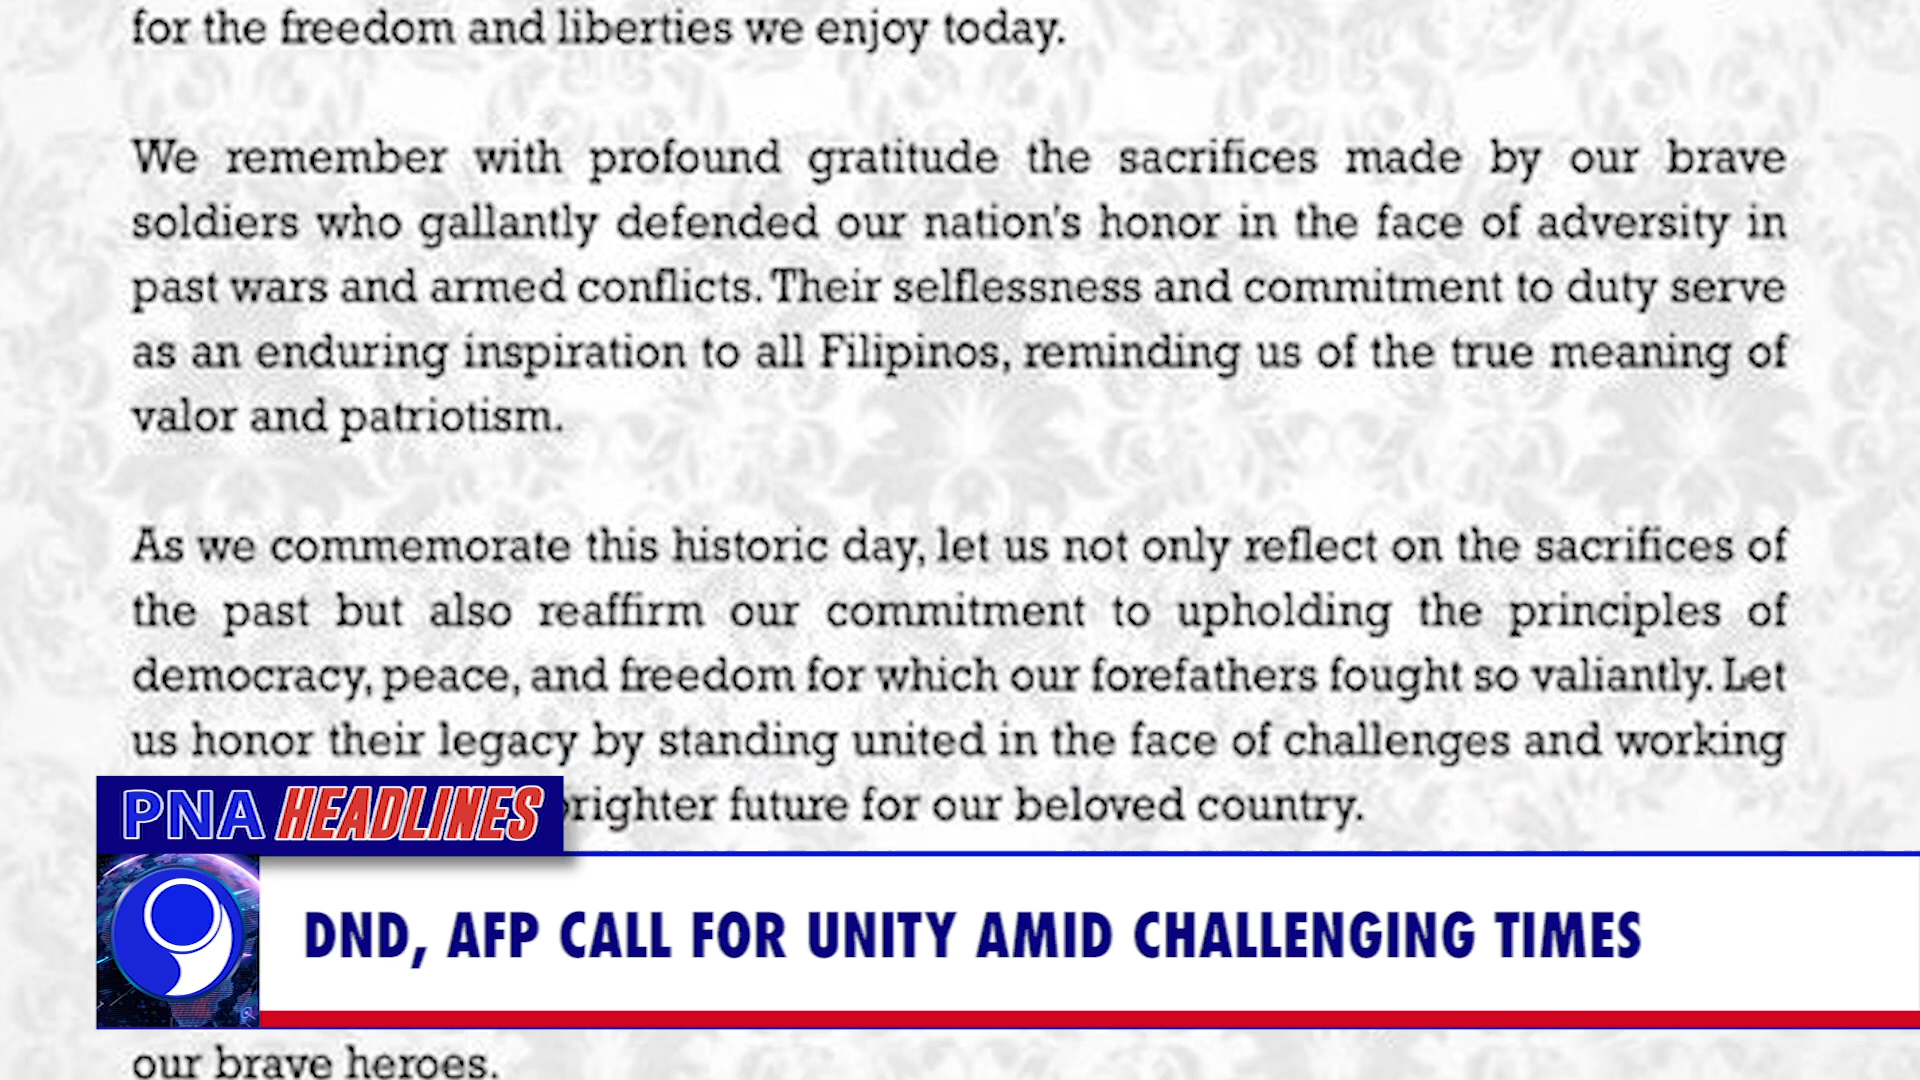 for the freedom and liberties we enjoy today.
We remember with profound gratitude the sacrifices made by our brave
soldiers who gallantly defended our nation's honor in the face of adversity in
past wars and armed conflicts. Their selflessness and commitment to duty serve
as an enduring inspiration to all Filipinos, reminding us of the true meaning of
valor and patriotism.
As we commemorate this historic day, let us not only reflect on the sacrifices of
the past but also reaffirm our commitment to upholding the principles of
democracy, peace, and freedom for which our forefathers fought so valiantly. Let
us honor their legacy by standing united in the face of challenges and working
brighter future for our beloved country.
PNA HEADLINES
DND, AFP CALL FOR UNITY AMID CHALLENGING TIMES
our brave heroes.